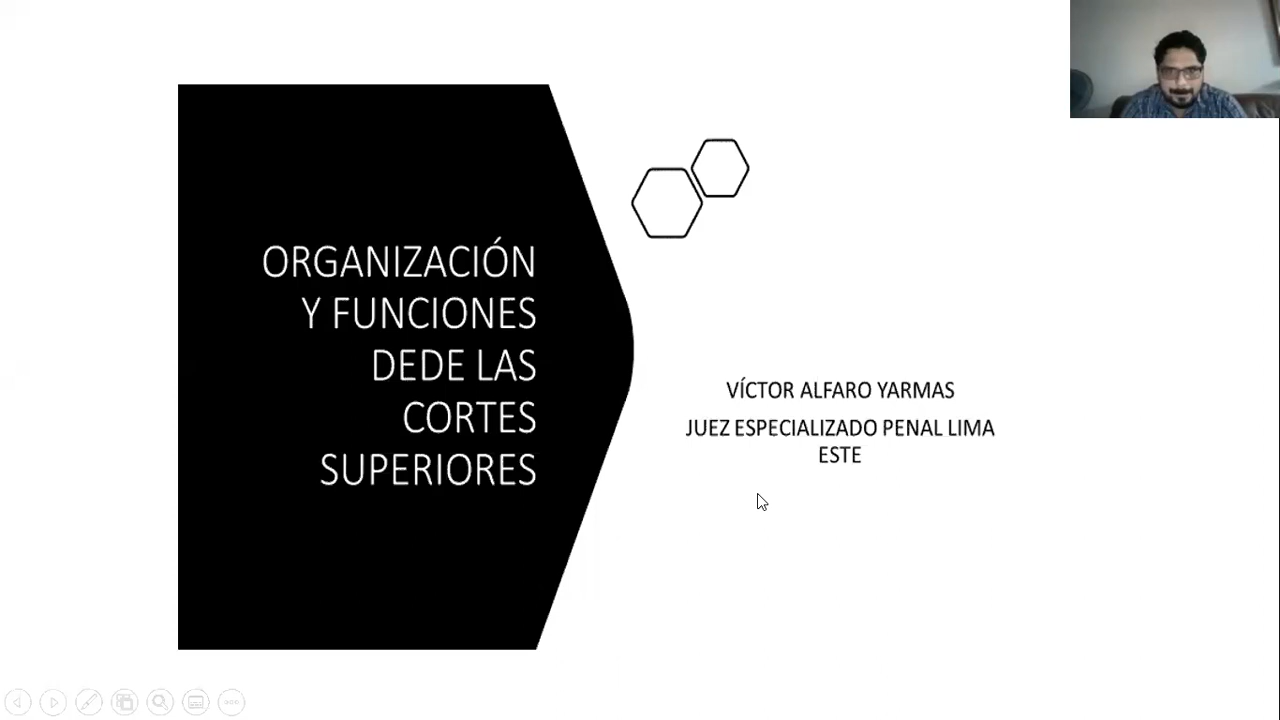 ORGANIZACIÓN
Y FUNCIONES
DEDE LAS
CORTES
SUPERIORES
VÍCTOR ALFARO YARMAS
JUEZ ESPECIALIZADO PENAL LIMA
ESTE